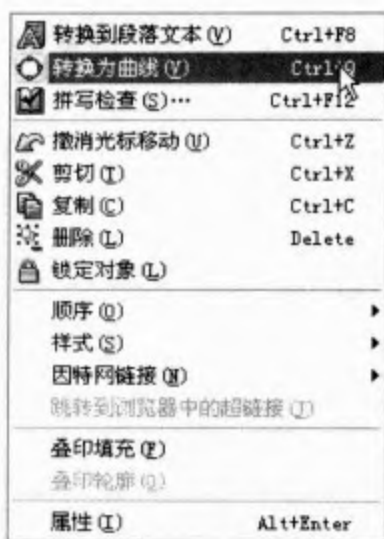 转换到段落文本(V) Ctrl+F8
转换为曲线(V) Ctrl+Q
拼写检查(S)… Ctrl+F12
撤消光标移动(U) Ctrl+Z
剪切(T) Ctrl+X
复制(C) Ctrl+C
删除(L) Delete
锁定对象(L)
顺序(O)
样式(S)
因特网链接(N)
跳转到浏览器中的超链接(J)
叠印填充(F)
叠印轮廓(O)
属性(I) Alt+Enter